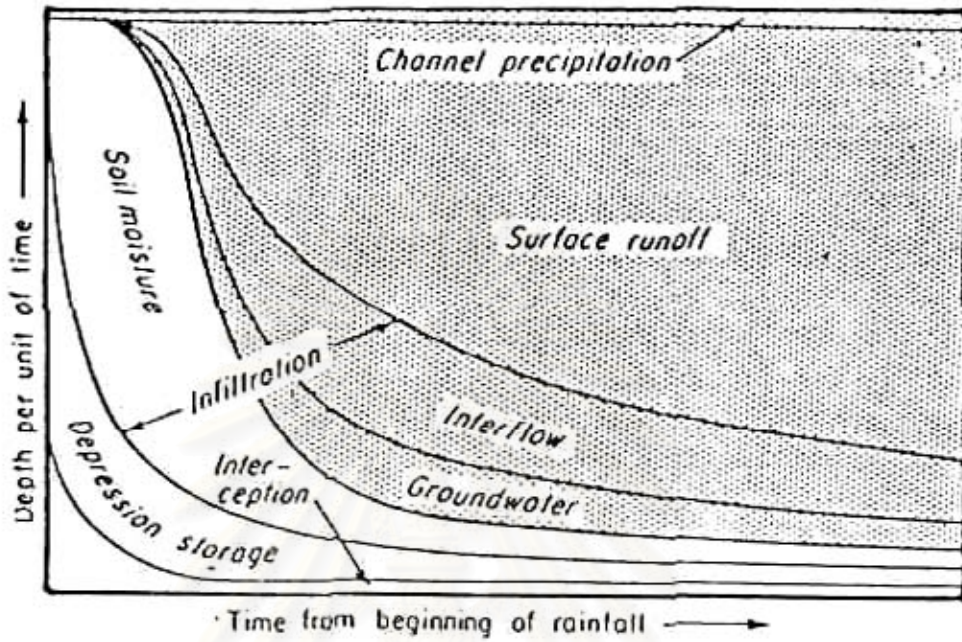 Channel precipitation
Soil moisture
Surface runoff
Depth per unit of time
Infiltration
Interflow
Depression storage
Inter-
ception
Groundwater
Time from beginning of rainfall